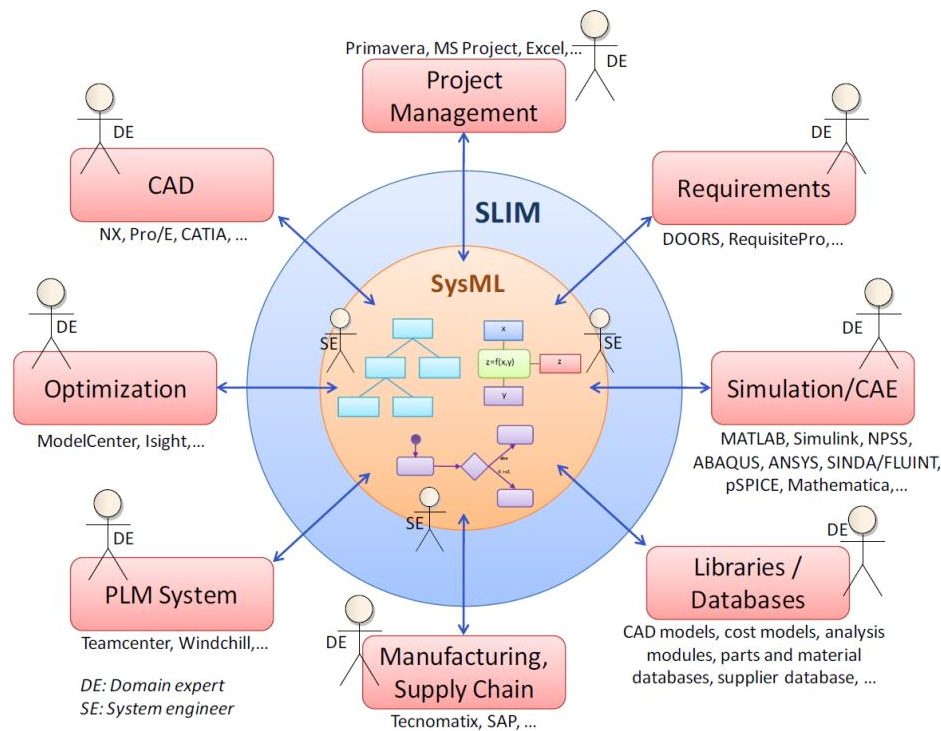 Primavera, MS Project, Excel,...
DE
Project
Management
DE
CAD
NX, Pro/E, CATIA, ...
DE
Requirements
DOORS, RequisitePro,...
SLIM
SysML
SE
SE
x
z=f(x,y)
z
y
DE
Optimization
ModelCenter, Isight,...
DE
Simulation/CAE
MATLAB, Simulink, NPSS,
ABAQUS, ANSYS, SINDA/FLUINT,
pSPICE, Mathematica,...
else
SE
DE
PLM System
Teamcenter, Windchill,...
DE
Libraries /
Databases
CAD models, cost models, analysis
modules, parts and material
databases, supplier database, ...
DE
Manufacturing,
Supply Chain
Tecnomatix, SAP, ...
DE: Domain expert
SE: System engineer